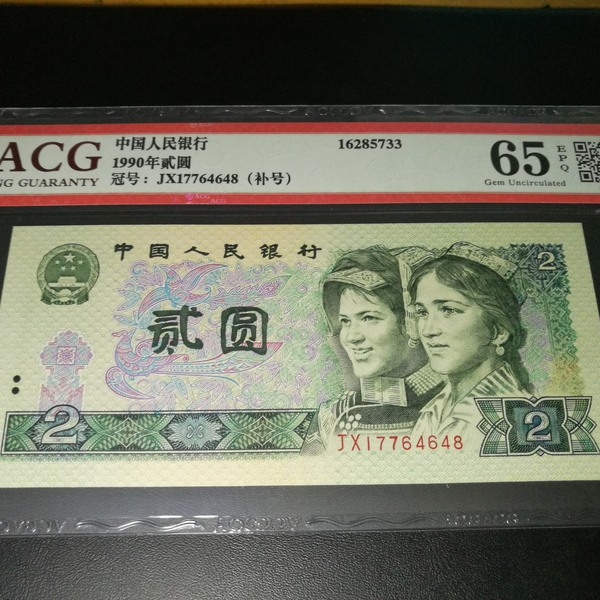 ACG
NG GUARANTY
中国人民银行
1990年贰圆
冠号：JX17764648（补号）
16285733
65
EPQ
Gem Uncirculated
中国人民银行
2
贰圆
2
JX17764648
2